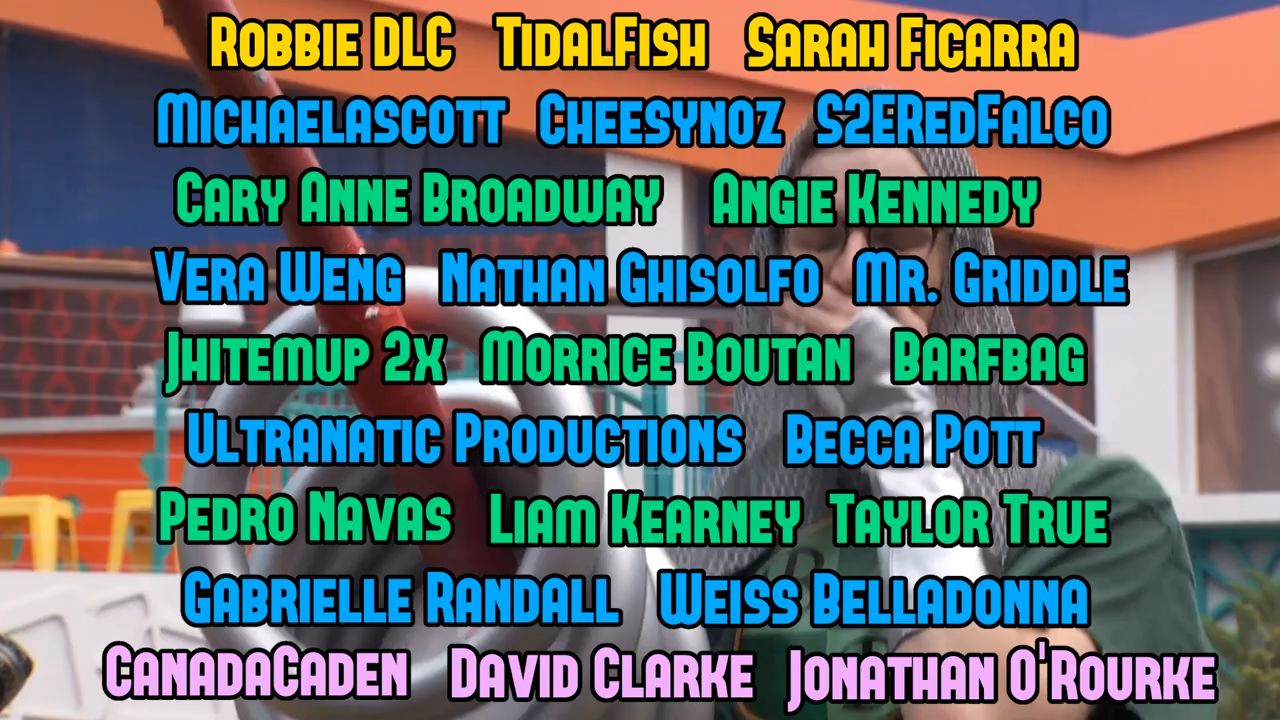 Robbie DLC TidalFish Sarah Ficarra
Michaelascott Cheesynoz S2ERedFalco
Cary Anne Broadway Angie Kennedy
Vera Weng Nathan Ghisolfo Mr. Griddle
Jhitemup 2x Morrice Boutan Barfbag
Ultranatic Productions Becca Pott
Pedro Navas Liam Kearney Taylor True
Gabrielle Randall Weiss Belladonna
CanadaCaden David Clarke Jonathan O'Rourke